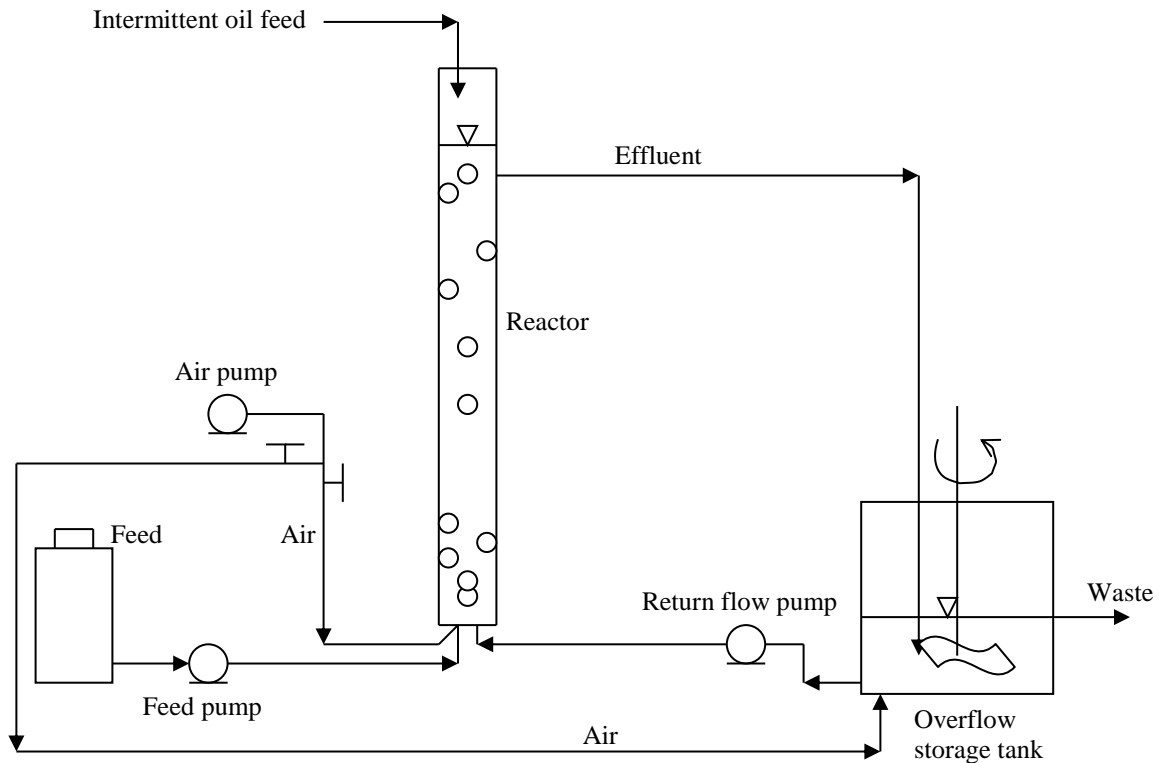 Intermittent oil feed
Effluent
Reactor
Air pump
Feed
Air
Return flow pump
Waste
Feed pump
Overflow
storage tank
Air